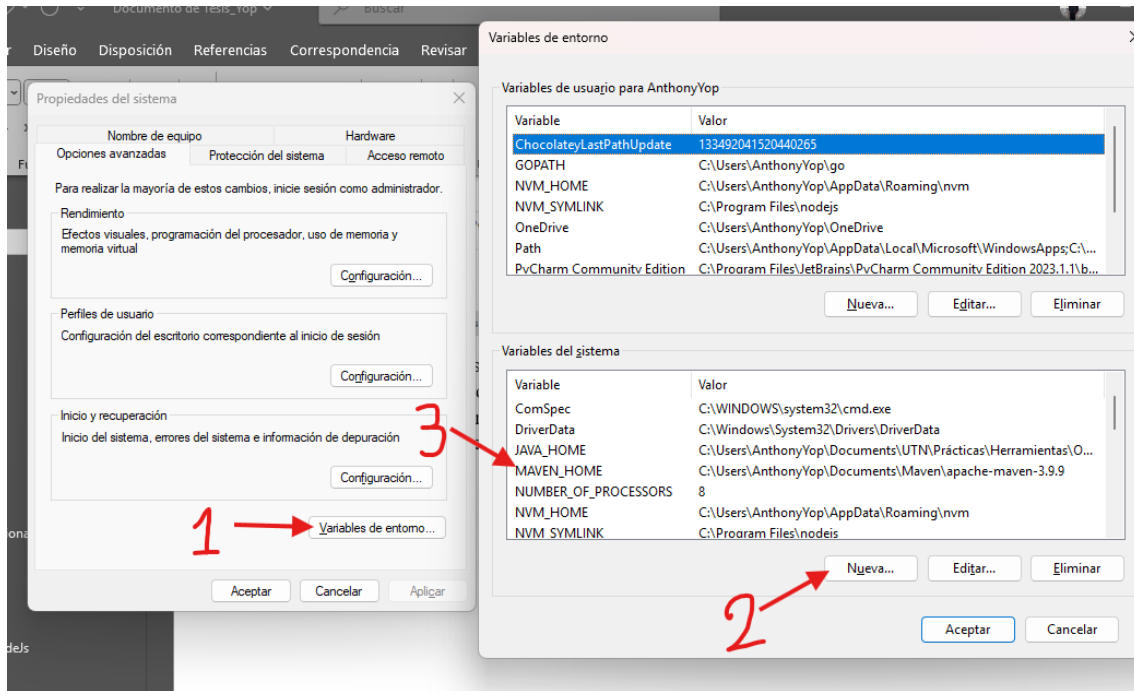 Documento de Tesis_Yop
Buscar
Diseño Disposición Referencias Correspondencia Revisar
Propiedades del sistema
Nombre de equipo Hardware
Opciones avanzadas Protección del sistema Acceso remoto
Para realizar la mayoría de estos cambios, inicie sesión como administrador.
Rendimiento
Efectos visuales, programación del procesador, uso de memoria y
memoria virtual
Configuración...
Perfiles de usuario
Configuración del escritorio correspondiente al inicio de sesión
Configuración...
Inicio y recuperación
Inicio del sistema, errores del sistema e información de depuración
Configuración...
1
Variables de entorno...
Aceptar Cancelar Aplicar
deJs
Variables de entorno
Variables de usuario para AnthonyYop
Variable Valor
ChocolateyLastPathUpdate 133492041520440265
GOPATH C:\Users\AnthonyYop\go
NVM_HOME C:\Users\AnthonyYop\AppData\Roaming\nvm
NVM_SYMLINK C:\Program Files\nodejs
OneDrive C:\Users\AnthonyYop\OneDrive
Path C:\Users\AnthonyYop\AppData\Local\Microsoft\WindowsApps;C:\...
PyCharm Community Edition C:\Program Files\JetBrains\PyCharm Community Edition 2023.1.1\b...
Nueva... Editar... Eliminar
Variables del sistema
Variable Valor
ComSpec C:\WINDOWS\system32\cmd.exe
DriverData C:\Windows\System32\Drivers\DriverData
3
JAVA_HOME C:\Users\AnthonyYop\Documents\UTN\Prácticas\Herramientas\O...
MAVEN_HOME C:\Users\AnthonyYop\Documents\Maven\apache-maven-3.9.9
NUMBER_OF_PROCESSORS 8
NVM_HOME C:\Users\AnthonyYop\AppData\Roaming\nvm
NVM_SYMLINK C:\Program Files\nodejs
Nueva... Editar... Eliminar
2
Aceptar Cancelar